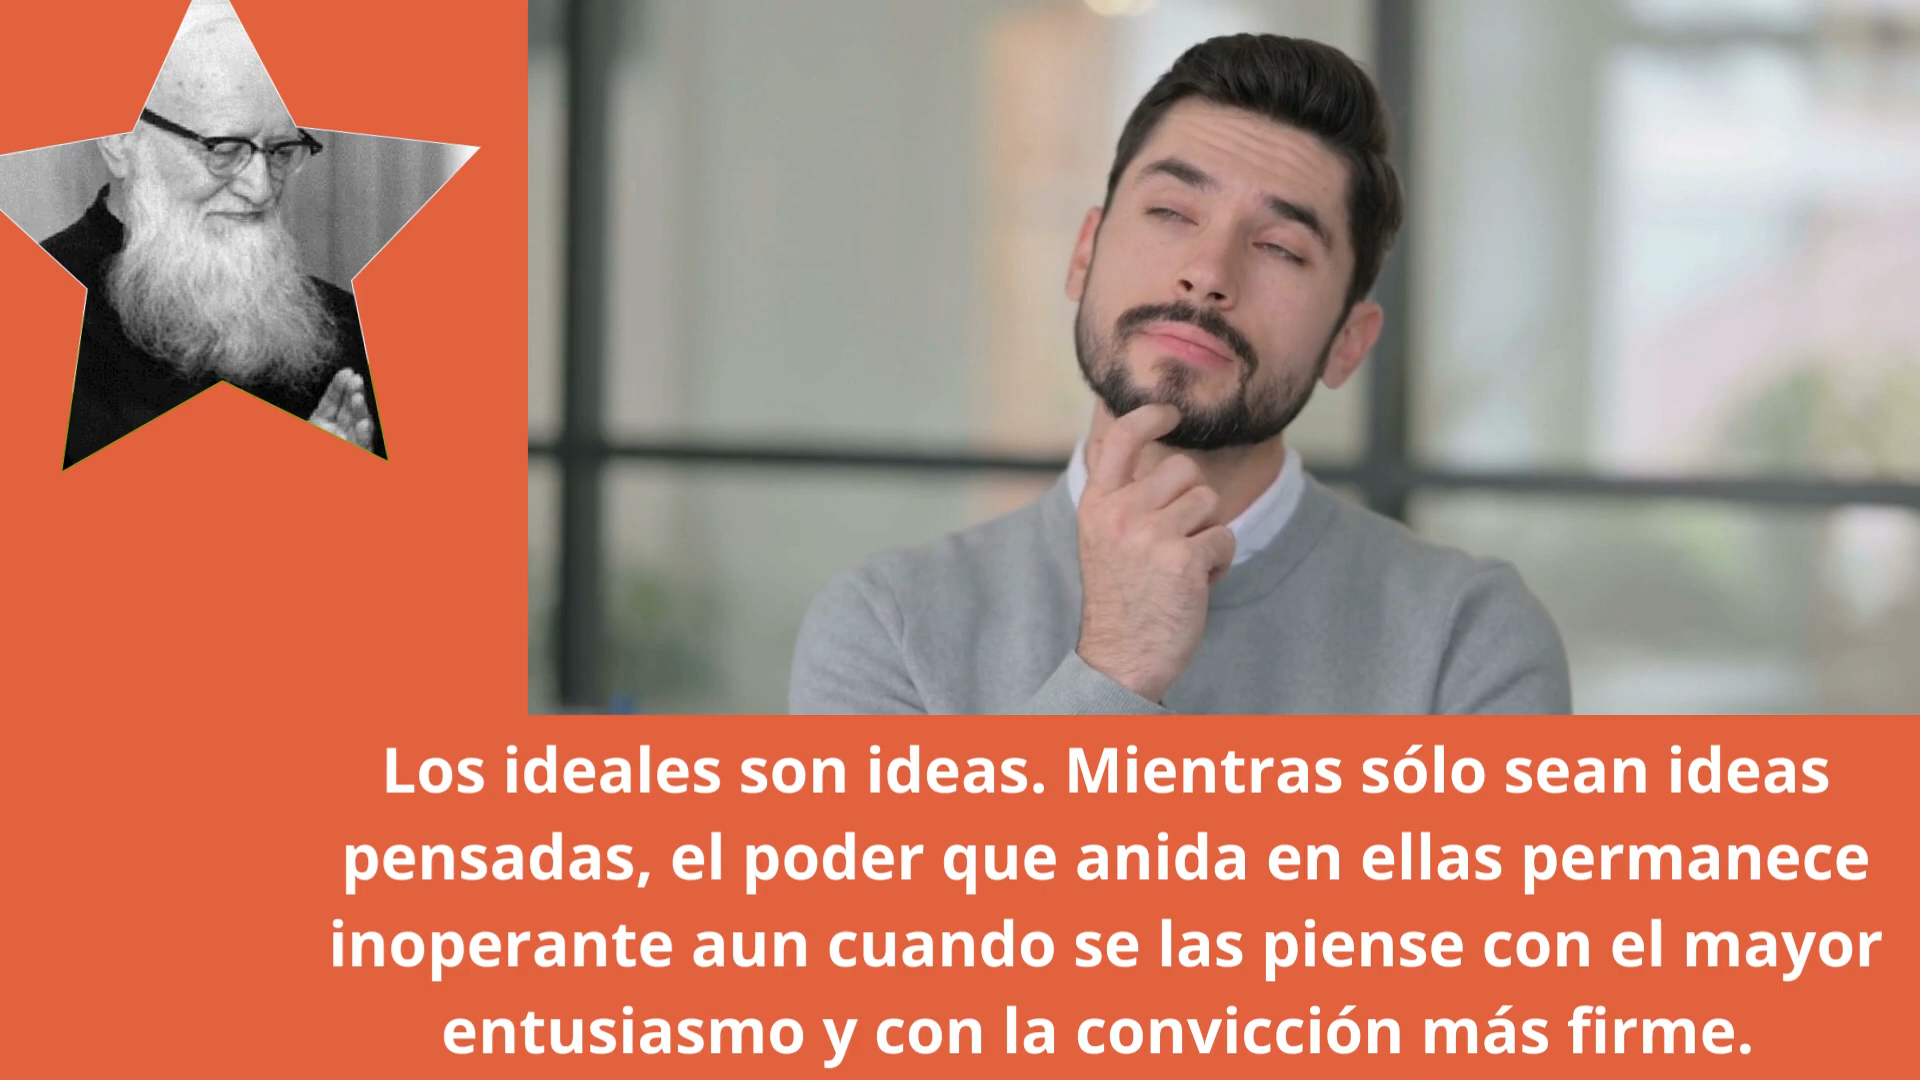 Los ideales son ideas. Mientras sólo sean ideas
pensadas, el poder que anida en ellas permanece
inoperante aun cuando se las piense con el mayor
entusiasmo y con la convicción más firme.